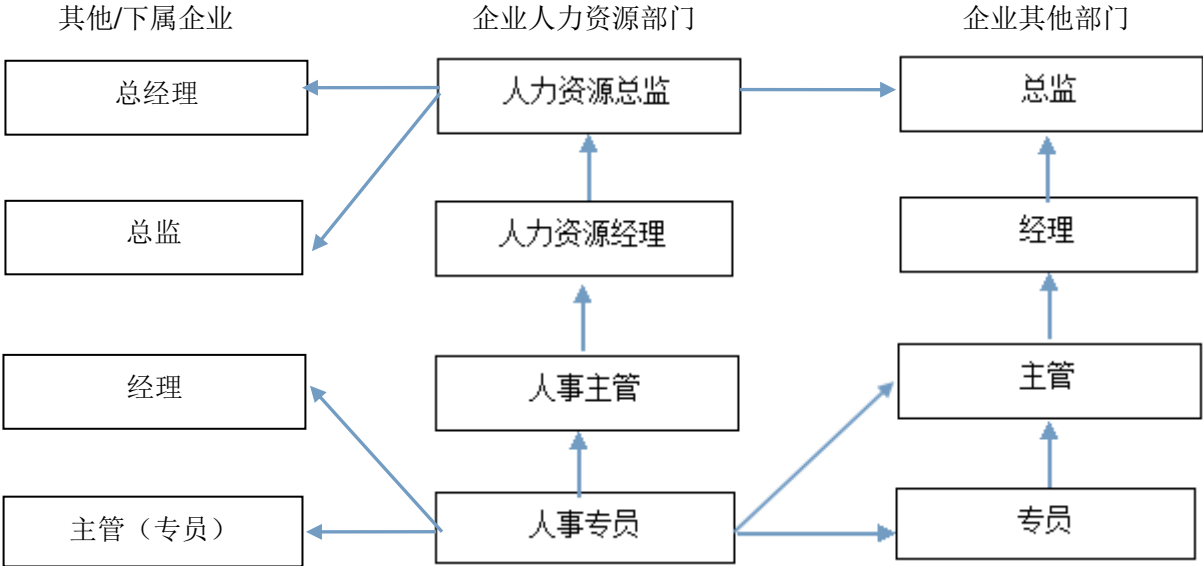 其他/下属企业
企业人力资源部门
企业其他部门
总经理
人力资源总监
总监
总监
人力资源经理
经理
经理
人事主管
主管
主管（专员）
人事专员
专员